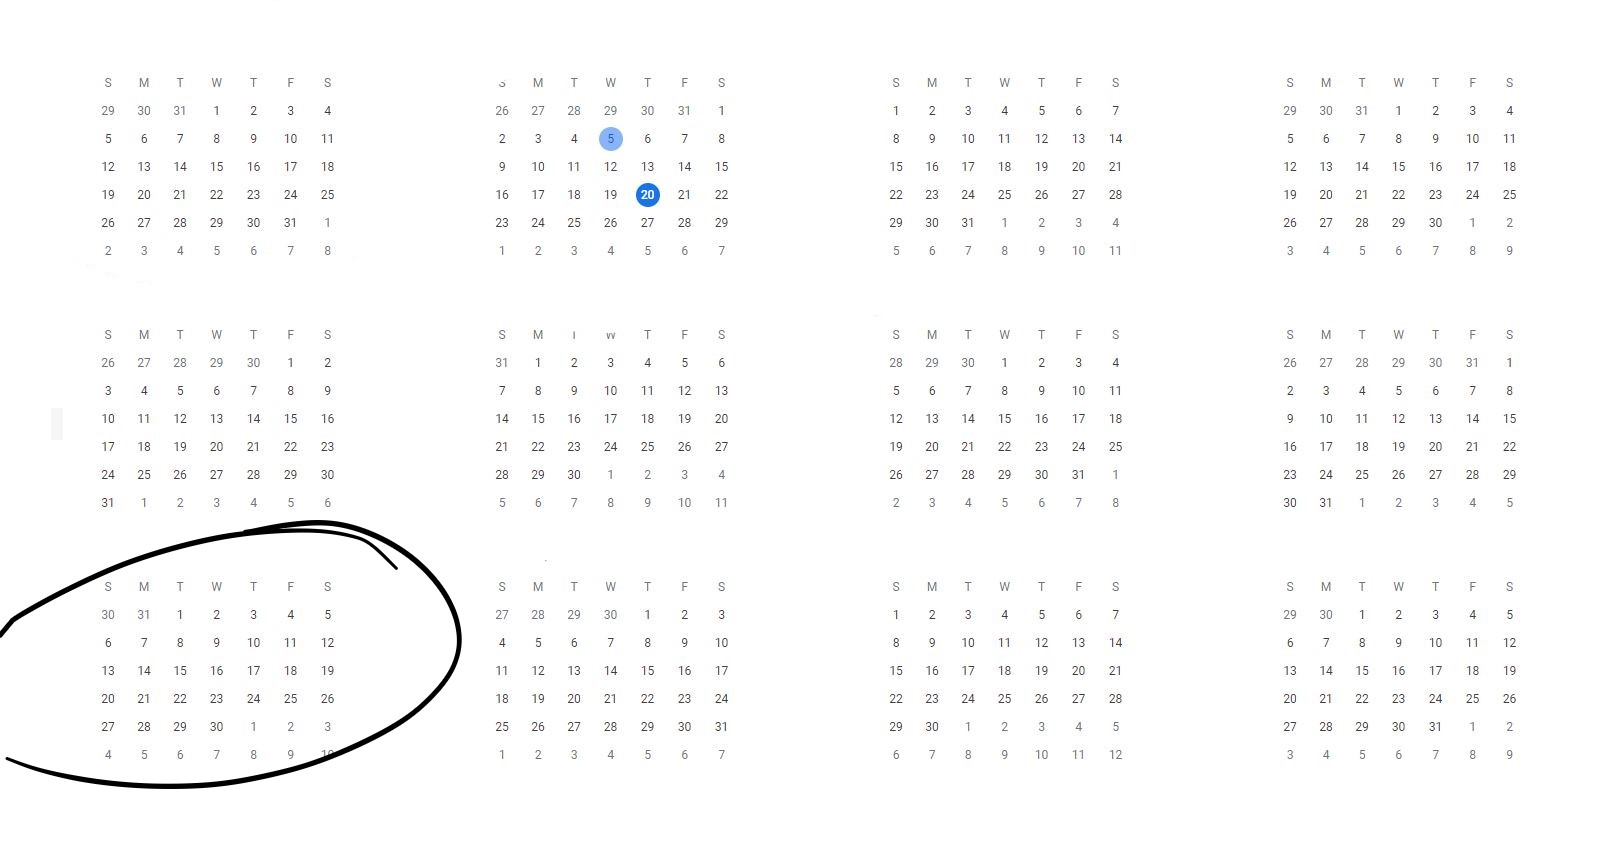 S M T W T F S
29 30 31 1 2 3 4
5 6 7 8 9 10 11
12 13 14 15 16 17 18
19 20 21 22 23 24 25
26 27 28 29 30 31 1
2 3 4 5 6 7 8
S M T W T F S
26 27 28 29 30 31 1
2 3 4 5 6 7 8
9 10 11 12 13 14 15
16 17 18 19 20 21 22
23 24 25 26 27 28 29
1 2 3 4 5 6 7
S M T W T F S
1 2 3 4 5 6 7
8 9 10 11 12 13 14
15 16 17 18 19 20 21
22 23 24 25 26 27 28
29 30 31 1 2 3 4
5 6 7 8 9 10 11
S M T W T F S
29 30 31 1 2 3 4
5 6 7 8 9 10 11
12 13 14 15 16 17 18
19 20 21 22 23 24 25
26 27 28 29 30 1 2
3 4 5 6 7 8 9
S M T W T F S
26 27 28 29 30 1 2
3 4 5 6 7 8 9
10 11 12 13 14 15 16
17 18 19 20 21 22 23
24 25 26 27 28 29 30
31 1 2 3 4 5 6
S M T W T F S
31 1 2 3 4 5 6
7 8 9 10 11 12 13
14 15 16 17 18 19 20
21 22 23 24 25 26 27
28 29 30 1 2 3 4
5 6 7 8 9 10 11
S M T W T F S
28 29 30 1 2 3 4
5 6 7 8 9 10 11
12 13 14 15 16 17 18
19 20 21 22 23 24 25
26 27 28 29 30 31 1
2 3 4 5 6 7 8
S M T W T F S
26 27 28 29 30 31 1
2 3 4 5 6 7 8
9 10 11 12 13 14 15
16 17 18 19 20 21 22
23 24 25 26 27 28 29
30 31 1 2 3 4 5
S M T W T F S
30 31 1 2 3 4 5
6 7 8 9 10 11 12
13 14 15 16 17 18 19
20 21 22 23 24 25 26
27 28 29 30 1 2 3
4 5 6 7 8 9 10
S M T W T F S
27 28 29 30 1 2 3
4 5 6 7 8 9 10
11 12 13 14 15 16 17
18 19 20 21 22 23 24
25 26 27 28 29 30 31
1 2 3 4 5 6 7
S M T W T F S
1 2 3 4 5 6 7
8 9 10 11 12 13 14
15 16 17 18 19 20 21
22 23 24 25 26 27 28
29 30 1 2 3 4 5
6 7 8 9 10 11 12
S M T W T F S
29 30 1 2 3 4 5
6 7 8 9 10 11 12
13 14 15 16 17 18 19
20 21 22 23 24 25 26
27 28 29 30 31 1 2
3 4 5 6 7 8 9